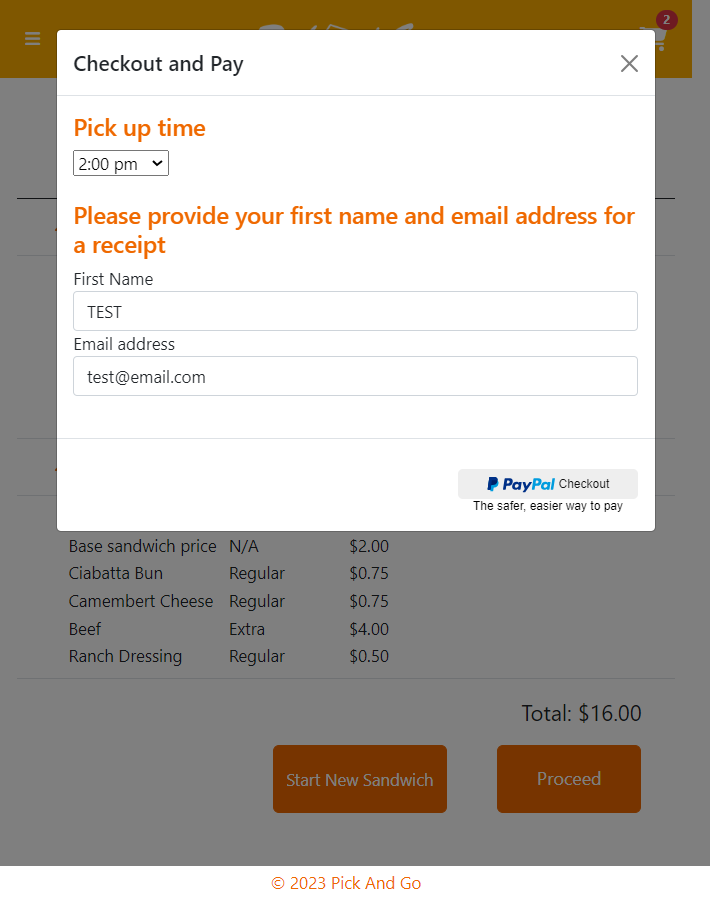 2
Checkout and Pay
Pick up time
2:00 pm
Please provide your first name and email address for
a receipt
First Name
TEST
Email address
test@email.com
PayPal Checkout
The safer, easier way to pay
Base sandwich price N/A $2.00
Ciabatta Bun Regular $0.75
Camembert Cheese Regular $0.75
Beef Extra $4.00
Ranch Dressing Regular $0.50
Total: $16.00
Start New Sandwich Proceed
© 2023 Pick And Go